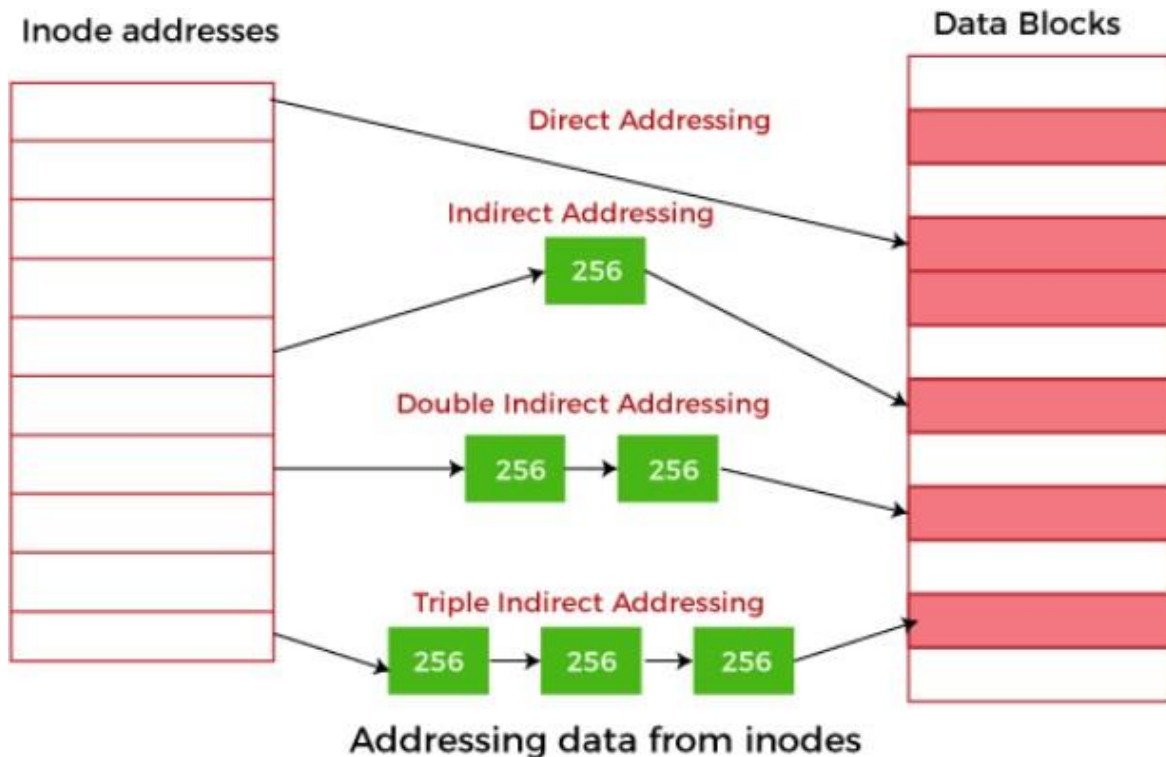 Inode addresses
Data Blocks
Direct Addressing
Indirect Addressing
256
Double Indirect Addressing
256 256
Triple Indirect Addressing
256 256 256
Addressing data from inodes